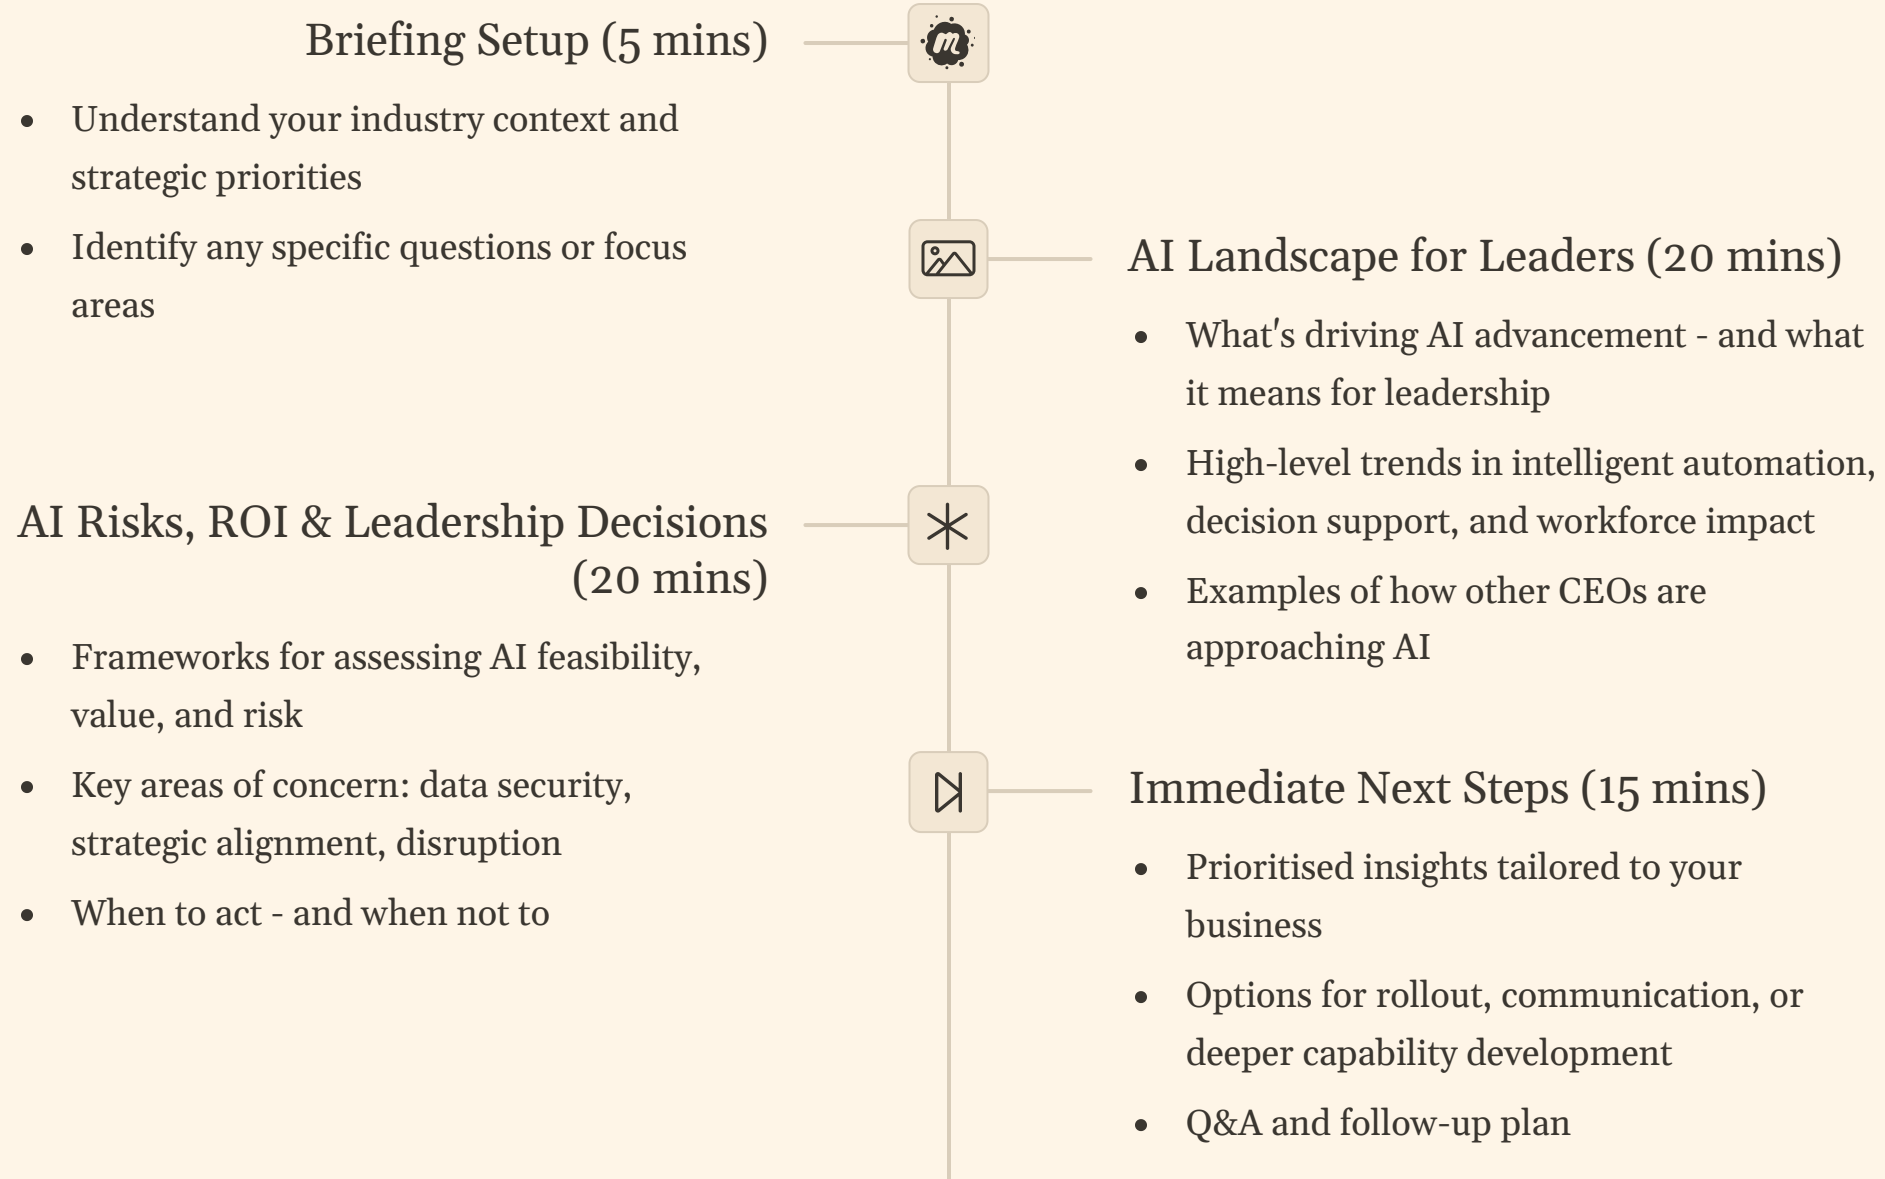 Briefing Setup (5 mins)
• Understand your industry context and
strategic priorities
• Identify any specific questions or focus
areas
AI Landscape for Leaders (20 mins)
• What's driving AI advancement - and what
it means for leadership
• High-level trends in intelligent automation,
decision support, and workforce impact
• Examples of how other CEOs are
approaching AI
AI Risks, ROI & Leadership Decisions
(20 mins)
• Frameworks for assessing AI feasibility,
value, and risk
• Key areas of concern: data security,
strategic alignment, disruption
• When to act - and when not to
Immediate Next Steps (15 mins)
• Prioritised insights tailored to your
business
• Options for rollout, communication, or
deeper capability development
• Q&A and follow-up plan